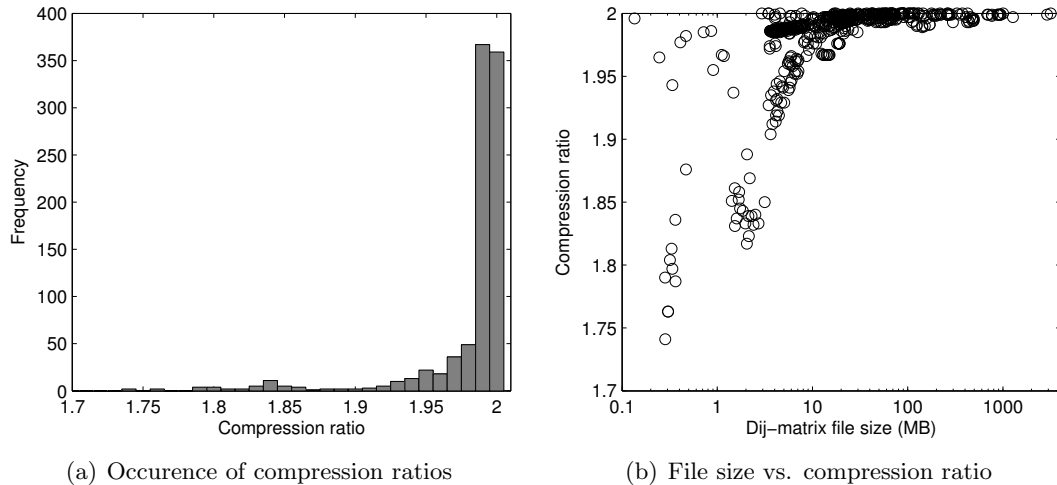 400
350
300
250
200
150
100
50
0
Frequency
1.7 1.75 1.8 1.85 1.9 1.95 2
Compression ratio
(a) Occurence of compression ratios
2
1.95
1.9
1.85
1.8
1.75
1.7
Compression ratio
0.1 1 10 100 1000
Dij−matrix file size (MB)
(b) File size vs. compression ratio